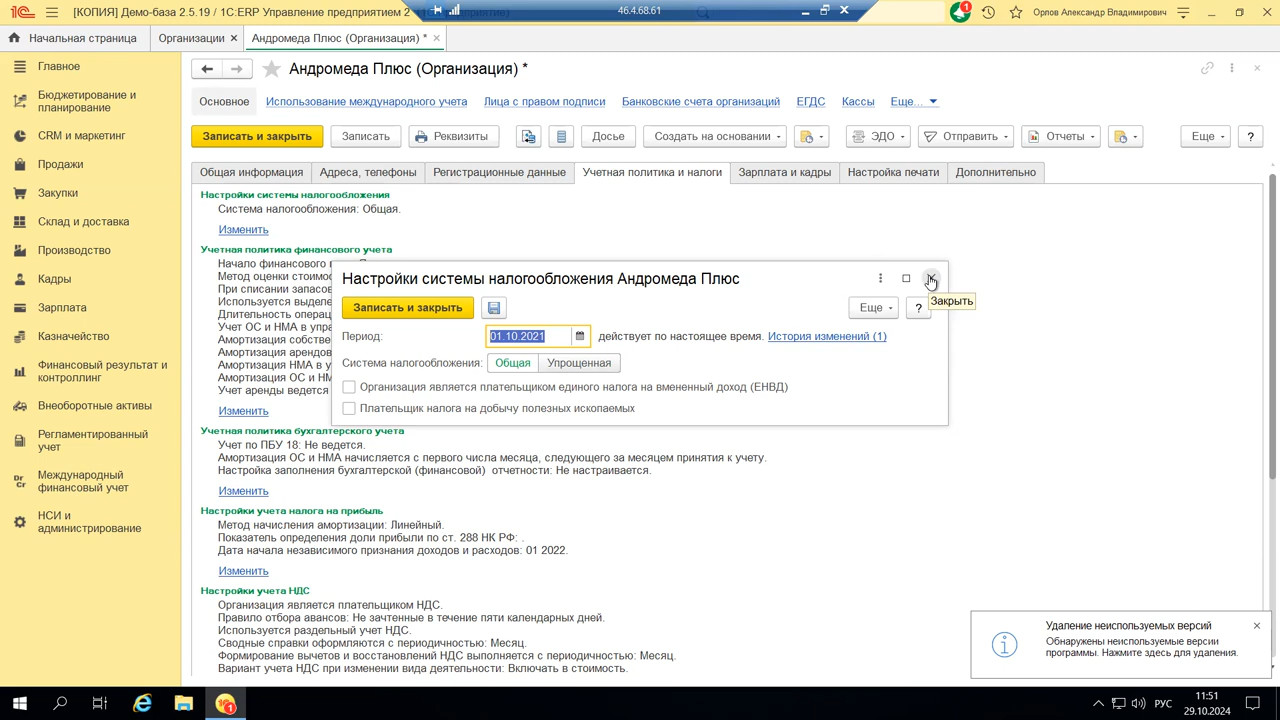 [КОПИЯ] Демо-база 2.5.19 / 1C:ERP Управление предприятием 2
46.4.68.61
1
Орлов Александр Владимирович
Начальная страница
Организации
Андромеда Плюс (Организация) *
Главное
Бюджетирование и планирование
CRM и маркетинг
Продажи
Закупки
Склад и доставка
Производство
Кадры
Зарплата
Казначейство
Финансовый результат и контроллинг
Внеоборотные активы
Регламентированный учет
Международный финансовый учет
НСИ и администрирование
Андромеда Плюс (Организация) *
Основное Использование международного учета Лица с правом подписи Банковские счета организаций ЕГДС Кассы Еще...
Записать и закрыть Записать Реквизиты Досье Создать на основании ЭДО Отправить Отчеты Еще ?
Общая информация Адреса, телефоны Регистрационные данные Учетная политика и налоги Зарплата и кадры Настройка печати Дополнительно
Настройки системы налогообложения
Система налогообложения: Общая.
Изменить
Учетная политика финансового учета
Начало финансового
Метод оценки
При списании запасов
Используется
Длительность
Учет ОС и НМА в
Амортизация
Амортизация
Амортизация НМА в
Амортизация ОС и
Учет аренды ведется
Изменить
Настройки системы налогообложения Андромеда Плюс
Закрыть
Записать и закрыть Еще ?
Период: 01.10.2021 действует по настоящее время. История изменений (1)
Система налогообложения: Общая Упрощенная
Организация является плательщиком единого налога на вмененный доход (ЕНВД)
Плательщик налога на добычу полезных ископаемых
Учетная политика бухгалтерского учета
Учет по ПБУ 18: Не ведется.
Амортизация ОС и НМА начисляется с первого числа месяца, следующего за месяцем принятия к учету.
Настройка заполнения бухгалтерской (финансовой) отчетности: Не настраивается.
Изменить
Настройки учета налога на прибыль
Метод начисления амортизации: Линейный.
Показатель определения доли прибыли по ст. 288 НК РФ: .
Дата начала независимого признания доходов и расходов: 01 2022.
Изменить
Настройки учета НДС
Организация является плательщиком НДС.
Правило отбора авансов: Не зачтенные в течение пяти календарных дней.
Используется раздельный учет НДС.
Сводные справки оформляются с периодичностью: Месяц.
Формирование вычетов и восстановлений НДС выполняется с периодичностью: Месяц.
Вариант учета НДС при изменении вида деятельности: Включать в стоимость.
Удаление неиспользуемых версий
Обнаружены неиспользуемые версии
программы. Нажмите здесь для удаления.
РУС
11:51
29.10.2024